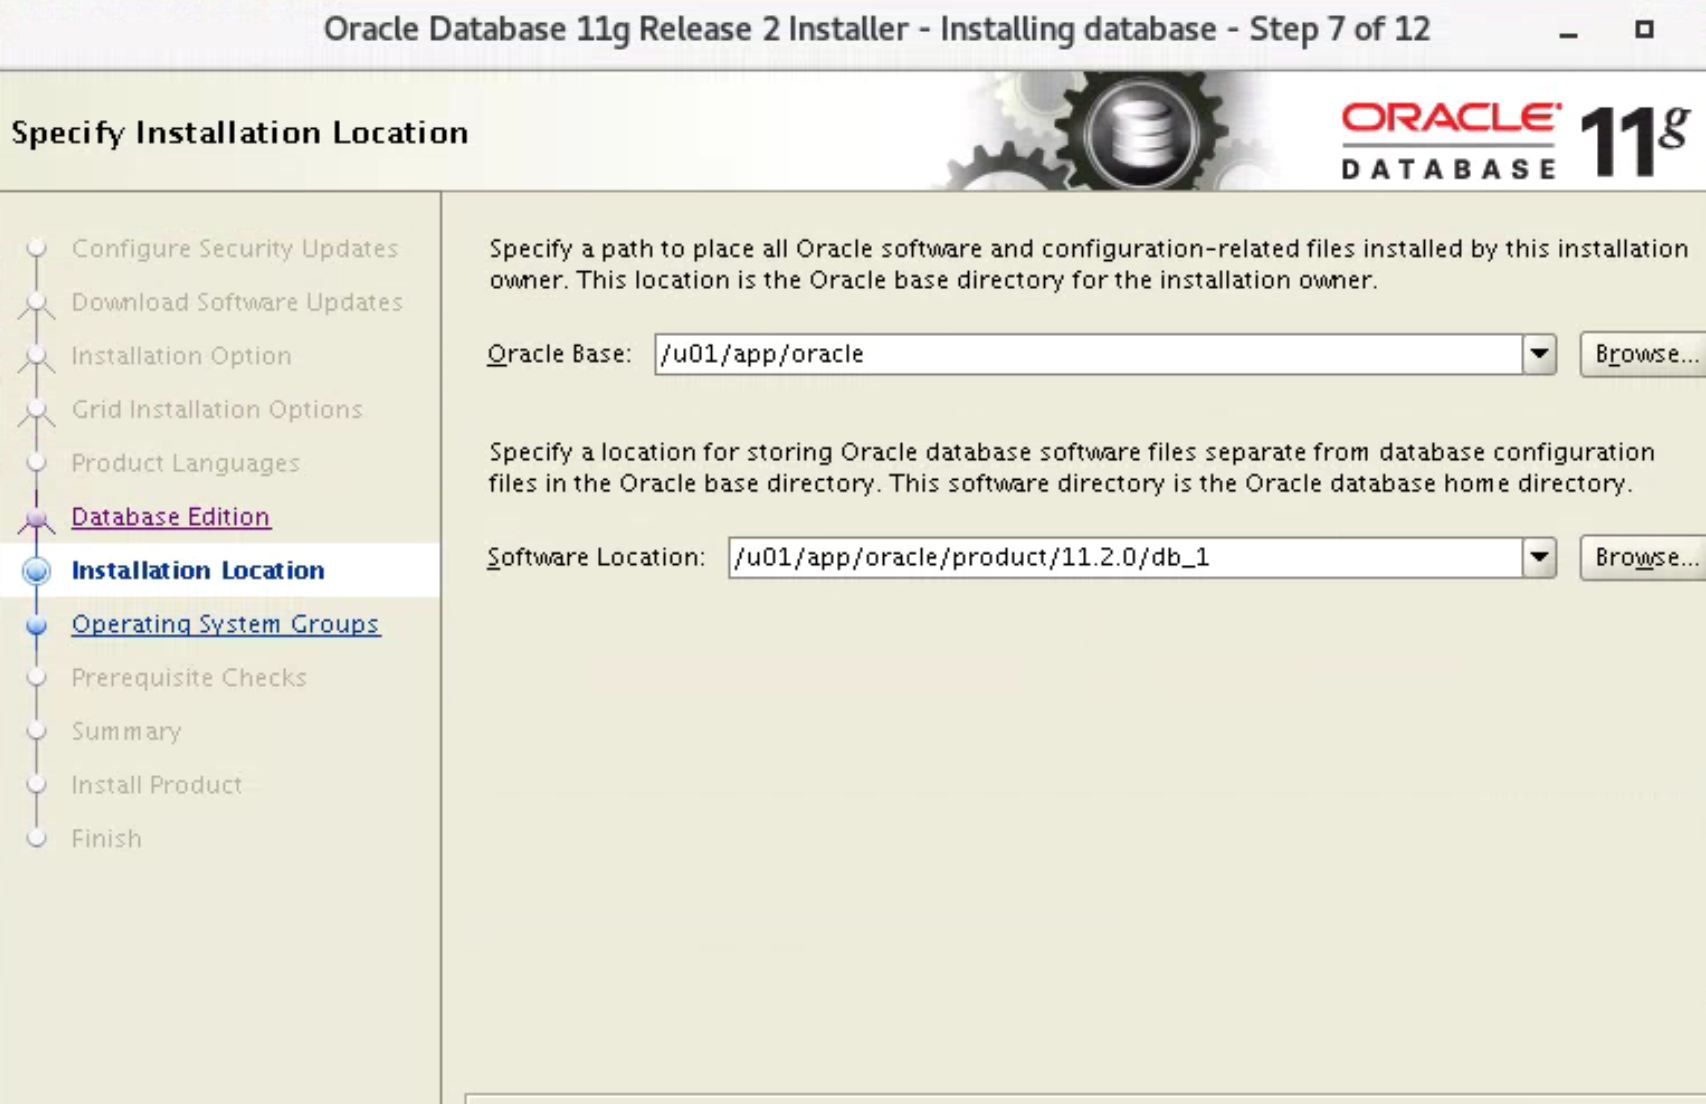 Oracle Database 11g Release 2 Installer - Installing database - Step 7 of 12
Specify Installation Location
ORACLE
DATABASE
11g
Configure Security Updates
Download Software Updates
Installation Option
Grid Installation Options
Product Languages
Database Edition
Installation Location
Operating System Groups
Prerequisite Checks
Summary
Install Product
Finish
Specify a path to place all Oracle software and configuration-related files installed by this installation
owner. This location is the Oracle base directory for the installation owner.
Oracle Base: /u01/app/oracle Browse...
Specify a location for storing Oracle database software files separate from database configuration
files in the Oracle base directory. This software directory is the Oracle database home directory.
Software Location: /u01/app/oracle/product/11.2.0/db_1 Browse...